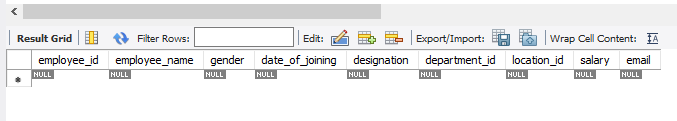 Result Grid Filter Rows: Edit: Export/Import: Wrap Cell Content: IA
employee_id employee_name gender date_of_joining designation department_id location_id salary email
NULL NULL NULL NULL NULL NULL NULL NULL NULL